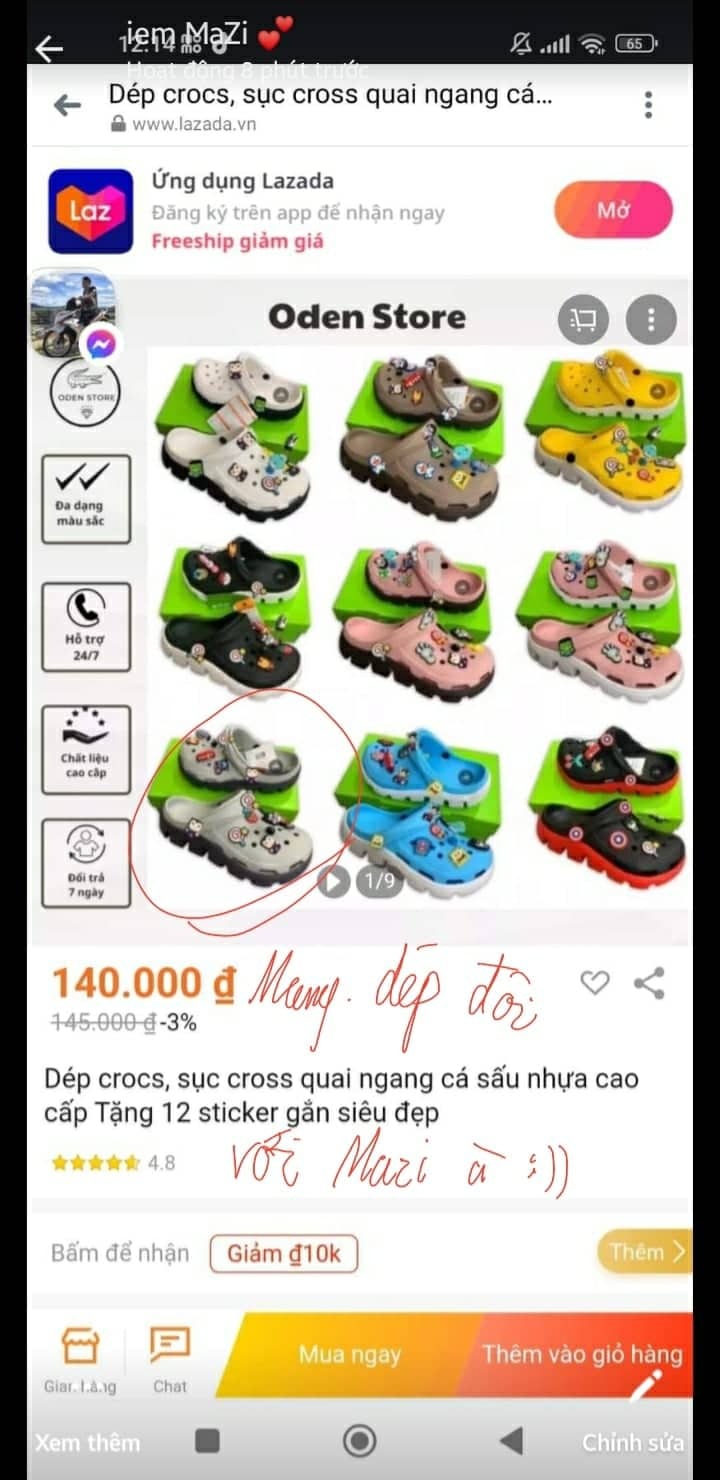 iem MaZi 💕
12:14
65
Hoạt động 8 phút trước
Dép crocs, sục cross quai ngang cá...
www.lazada.vn
Ứng dụng Lazada
Laz
Đăng ký trên app để nhận ngay
Mở
Freeship giảm giá
Oden Store
ODEN STORE
Đa dạng
màu sắc
Hỗ trợ
24/7
Chất liệu
cao cấp
Đổi trả
7 ngày
1/9
140.000 ₫
dép đôi
145.000 ₫ -3%
Dép crocs, sục cross quai ngang cá sấu nhựa cao
cấp Tặng 12 sticker gắn siêu đẹp
4.8
với Mazi à :))
Bấm để nhận
Giảm ₫10k
Thêm
Mua ngay
Thêm vào giỏ hàng
Gian hàng
Chat
Xem thêm
Chỉnh sửa